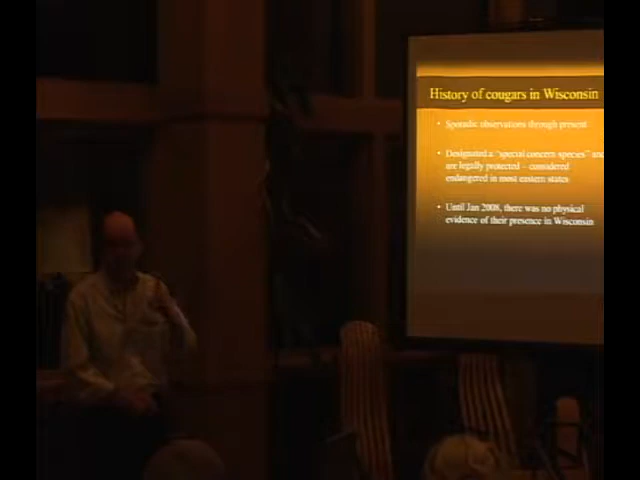 History of cougars in Wisconsin
• Sporadic observations through present
• Designated a "special concern species" and
are legally protected – considered
endangered in most eastern states
• Until Jan 2008, there was no physical
evidence of their presence in Wisconsin